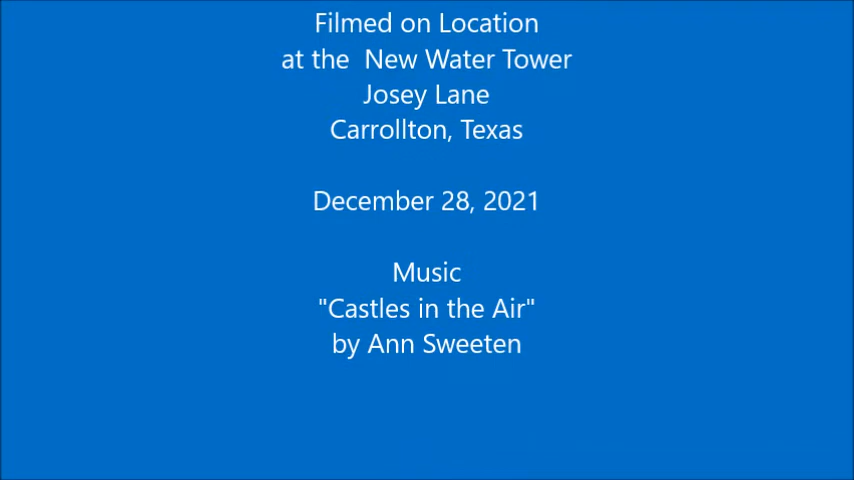 Filmed on Location
at the  New Water Tower
Josey Lane
Carrollton, Texas
December 28, 2021
Music
"Castles in the Air"
by Ann Sweeten